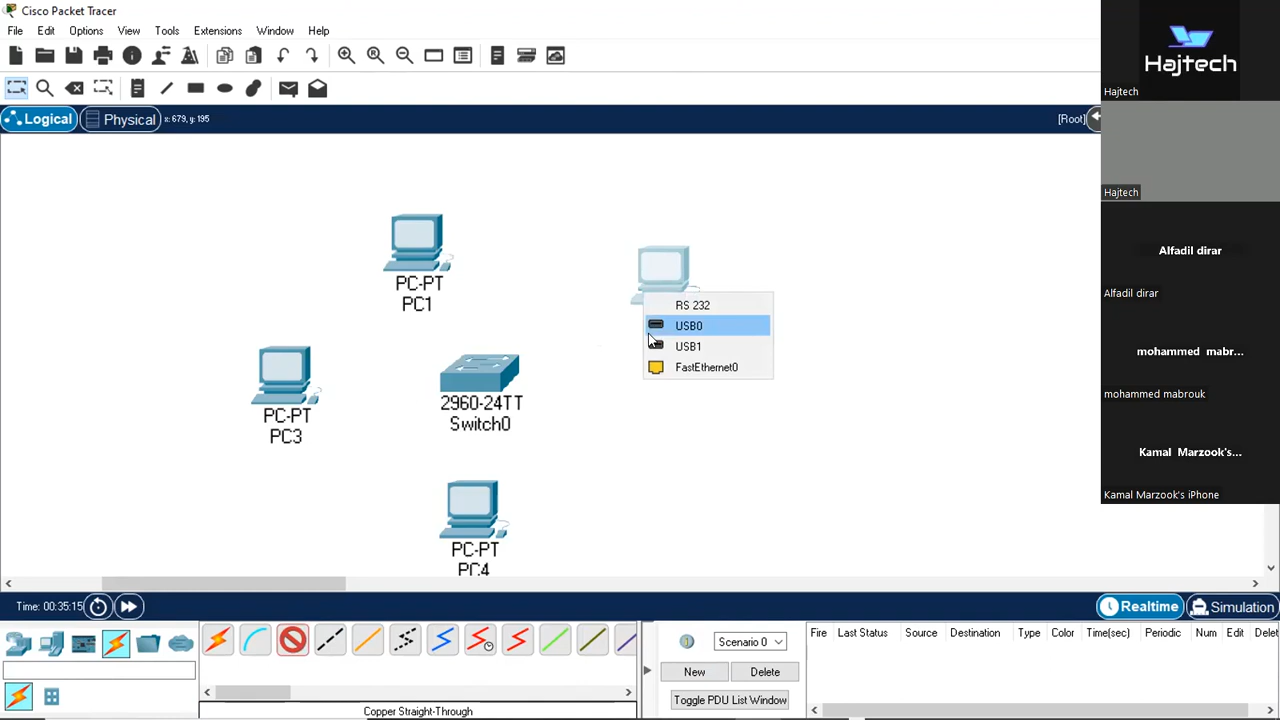 Cisco Packet Tracer
File Edit Options View Tools Extensions Window Help
Logical
Physical
x: 679, y: 195
[Root]
PC-PT
PC1
RS 232
USB0
USB1
FastEthernet0
PC-PT
PC3
2960-24TT
Switch0
PC-PT
PC4
Time: 00:35:15
Realtime
Simulation
Scenario 0
New
Delete
Toggle PDU List Window
Fire Last Status Source Destination Type Color Time(sec) Periodic Num Edit Delet
Copper Straight-Through
Hajtech
Hajtech
Hajtech
Alfadil dirar
Alfadil dirar
mohammed mabr...
mohammed mabrouk
Kamal Marzook's...
Kamal Marzook's iPhone